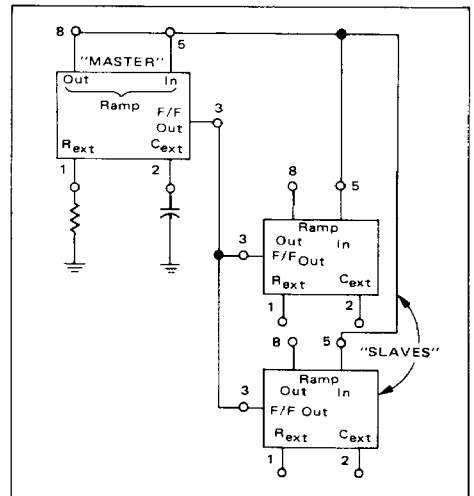 8 5
"MASTER"
Out In
Ramp
F/F
Out
3
Rext Cext
1 2
8 5
3
Ramp
Out In
F/F Out
Rext Cext
1 2
8 5
"SLAVES"
3
Ramp
Out In
F/F Out
Rext Cext
1 2